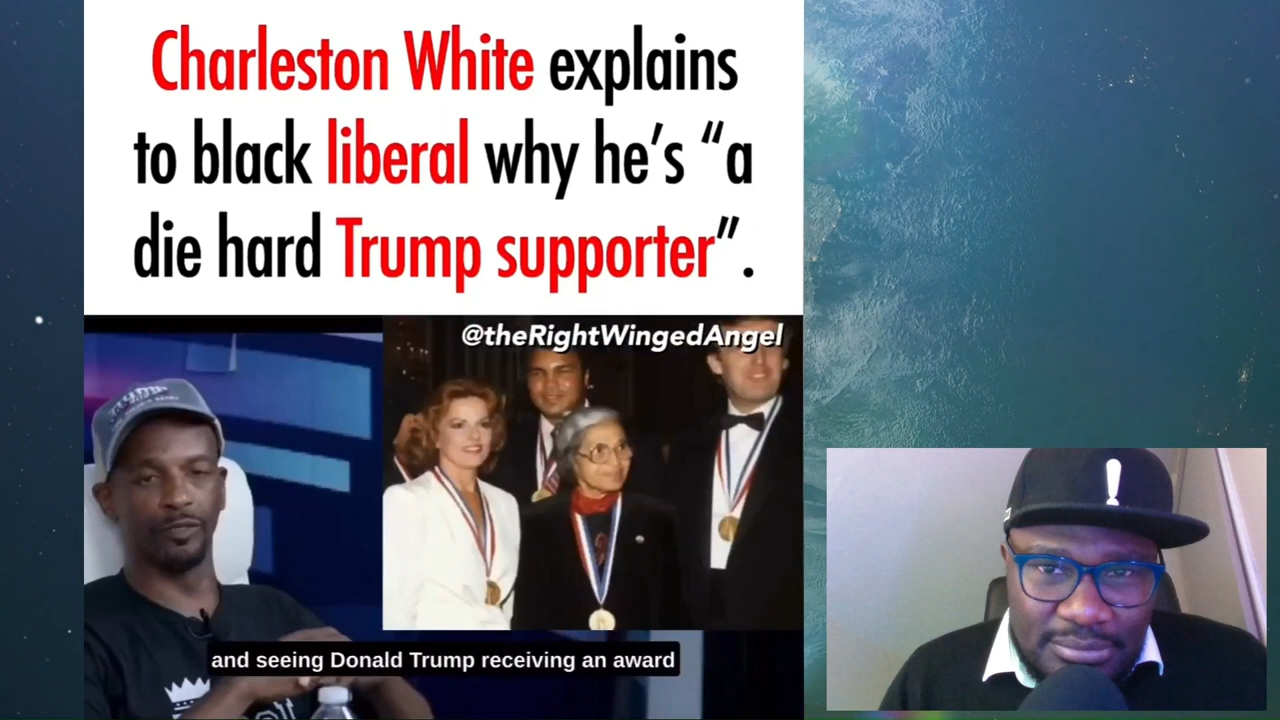 Charleston White explains
to black liberal why he’s “a
die hard Trump supporter”.
@theRightWingedAngel
TRUMP
!
and seeing Donald Trump receiving an award